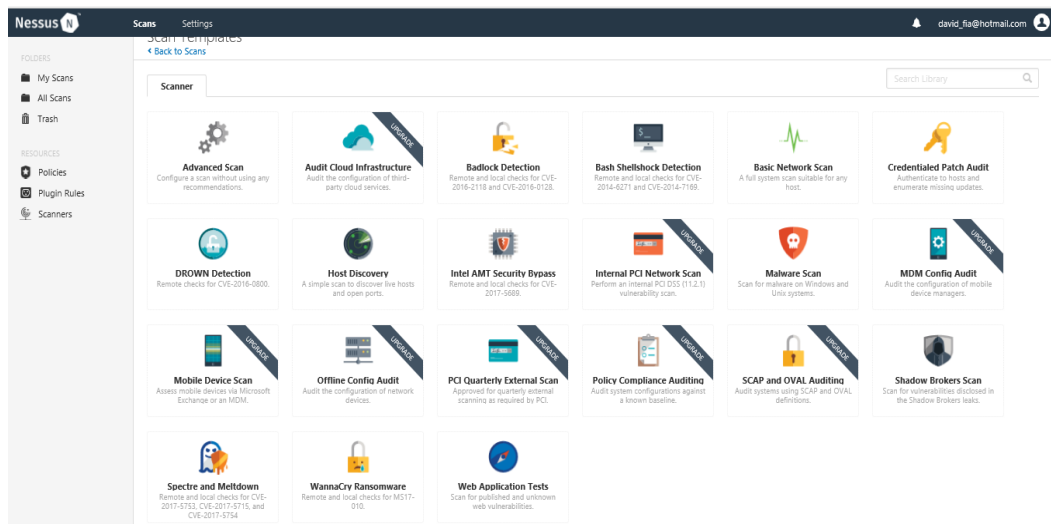 Nessus N
Scans Settings
david_fia@hotmail.com
Scan Templates
< Back to Scans
FOLDERS
My Scans
All Scans
Trash
RESOURCES
Policies
Plugin Rules
Scanners
Scanner
Search Library
Advanced Scan
Configure a scan without using any
recommendations.
UPGRADE
Audit Cloud Infrastructure
Audit the configuration of third-
party cloud services.
Badlock Detection
Remote and local checks for CVE-
2016-2118 and CVE-2016-0128.
$_
Bash Shellshock Detection
Remote and local checks for CVE-
2014-6271 and CVE-2014-7169.
Basic Network Scan
A full system scan suitable for any
host.
Credentialed Patch Audit
Authenticate to hosts and
enumerate missing updates.
DROWN Detection
Remote checks for CVE-2016-0800.
Host Discovery
A simple scan to discover live hosts
and open ports.
Intel AMT Security Bypass
Remote and local checks for CVE-
2017-5689.
UPGRADE
Internal PCI Network Scan
Perform an internal PCI DSS (11.2.1)
vulnerability scan.
Malware Scan
Scan for malware on Windows and
Unix systems.
UPGRADE
MDM Config Audit
Audit the configuration of mobile
device managers.
UPGRADE
Mobile Device Scan
Assess mobile devices via Microsoft
Exchange or an MDM.
UPGRADE
Offline Config Audit
Audit the configuration of network
devices.
UPGRADE
PCI Quarterly External Scan
Approved for quarterly external
scanning as required by PCI.
UPGRADE
Policy Compliance Auditing
Audit system configurations against
a known baseline.
UPGRADE
SCAP and OVAL Auditing
Audit systems using SCAP and OVAL
definitions.
Shadow Brokers Scan
Scan for vulnerabilities disclosed in
the Shadow Brokers leaks.
Spectre and Meltdown
Remote and local checks for CVE-
2017-5753, CVE-2017-5715, and
CVE-2017-5754
WannaCry Ransomware
Remote and local checks for MS17-
010.
Web Application Tests
Scan for published and unknown
web vulnerabilities.